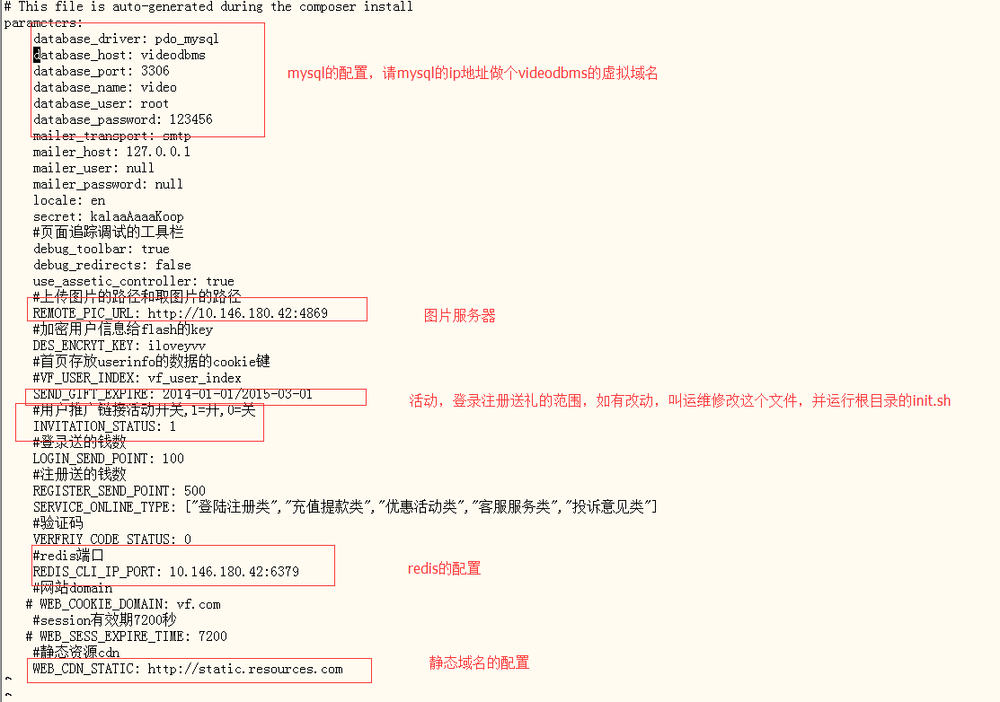 # This file is auto-generated during the composer install
parameters:
database_driver: pdo_mysql
database_host: videodbms
database_port: 3306
mysql的配置，请mysql的ip地址做个videodbms的虚拟域名
database_name: video
database_user: root
database_password: 123456
mailer_transport: smtp
mailer_host: 127.0.0.1
mailer_user: null
mailer_password: null
locale: en
secret: kalaaAaaaKoop
#页面追踪调试的工具栏
debug_toolbar: true
debug_redirects: false
use_assetic_controller: true
#上传图片的路径和取图片的路径
REMOTE_PIC_URL: http://10.146.180.42:4869
图片服务器
#加密用户信息给flash的key
DES_ENCRYT_KEY: iloveyvv
#首页存放userinfo的数据的cookie键
#VF_USER_INDEX: vf_user_index
SEND_GIFT_EXPIRE: 2014-01-01/2015-03-01
活动，登录注册送礼的范围，如有改动，叫运维修改这个文件，并运行根目录的init.sh
#用户推广链接活动开关,1=开,0=关
INVITATION_STATUS: 1
#登录送的钱数
LOGIN_SEND_POINT: 100
#注册送的钱数
REGISTER_SEND_POINT: 500
SERVICE_ONLINE_TYPE: ["登陆注册类","充值提款类","优惠活动类","客服服务类","投诉意见类"]
#验证码
VERFRIY_CODE_STATUS: 0
#redis端口
REDIS_CLI_IP_PORT: 10.146.180.42:6379
redis的配置
#网站domain
# WEB_COOKIE_DOMAIN: vf.com
#session有效期7200秒
# WEB_SESS_EXPIRE_TIME: 7200
#静态资源cdn
WEB_CDN_STATIC: http://static.resources.com
静态域名的配置
~
~